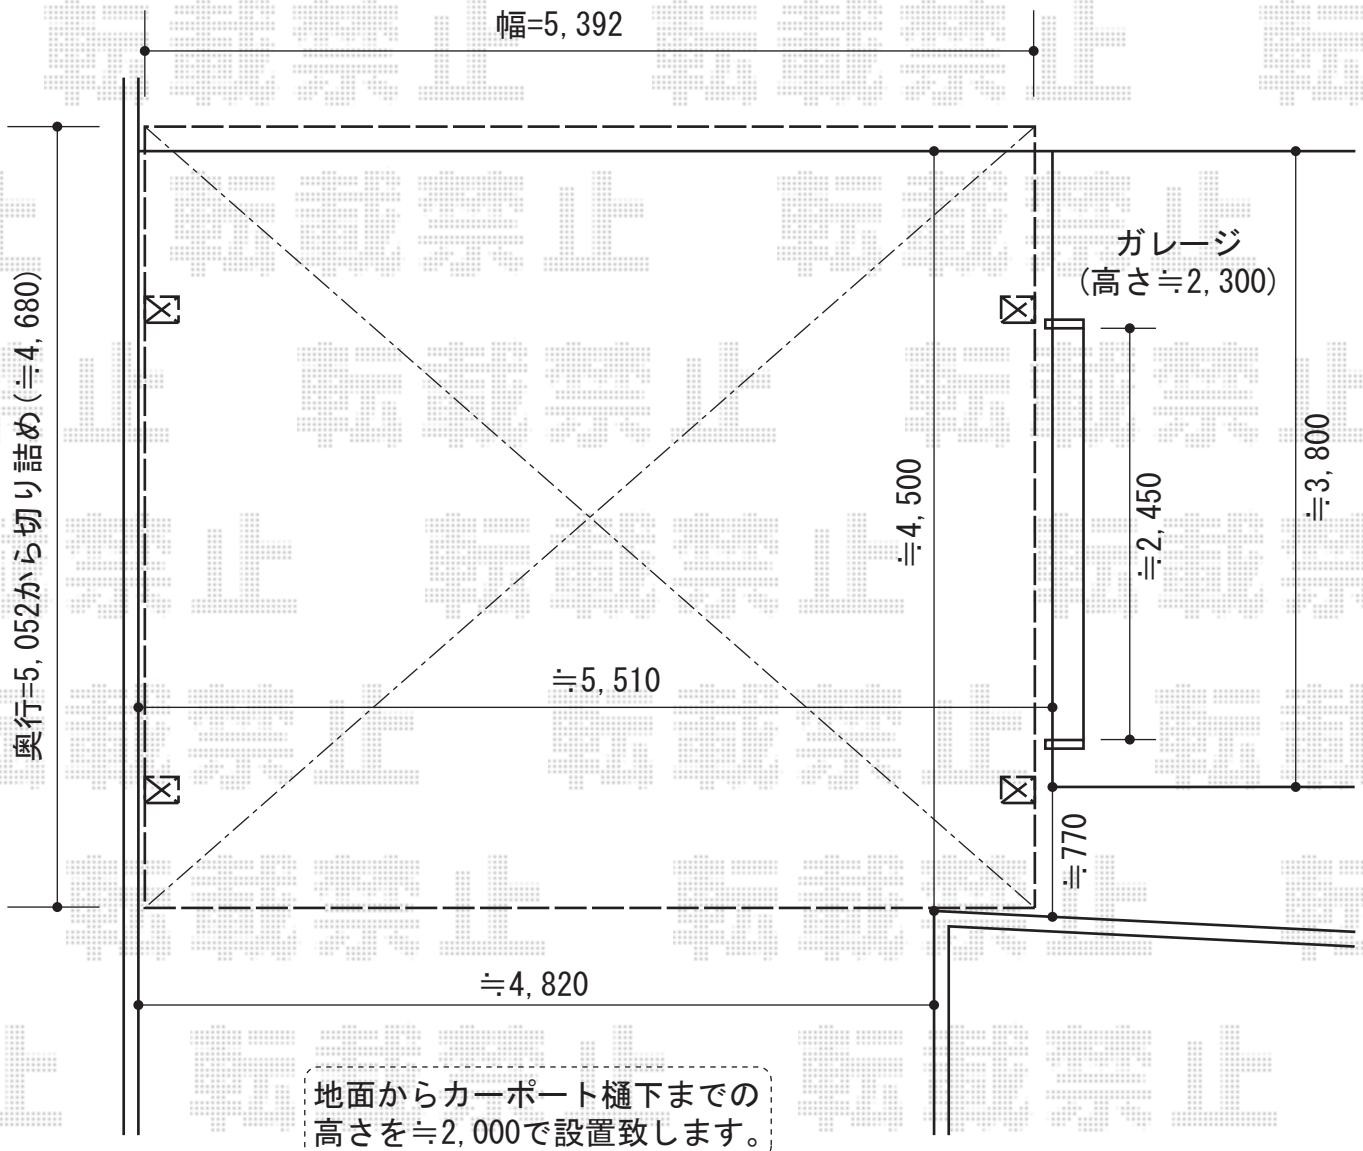 幅=5,392
ガレージ
(高さ≒2,300)
奥行=5,052から切り詰め(≒4,680)
≒4,500
≒2,450
≒3,800
≒5,510
≒770
≒4,820
地面からカーポート樋下までの
高さを≒2,000で設置致します。
転載禁止